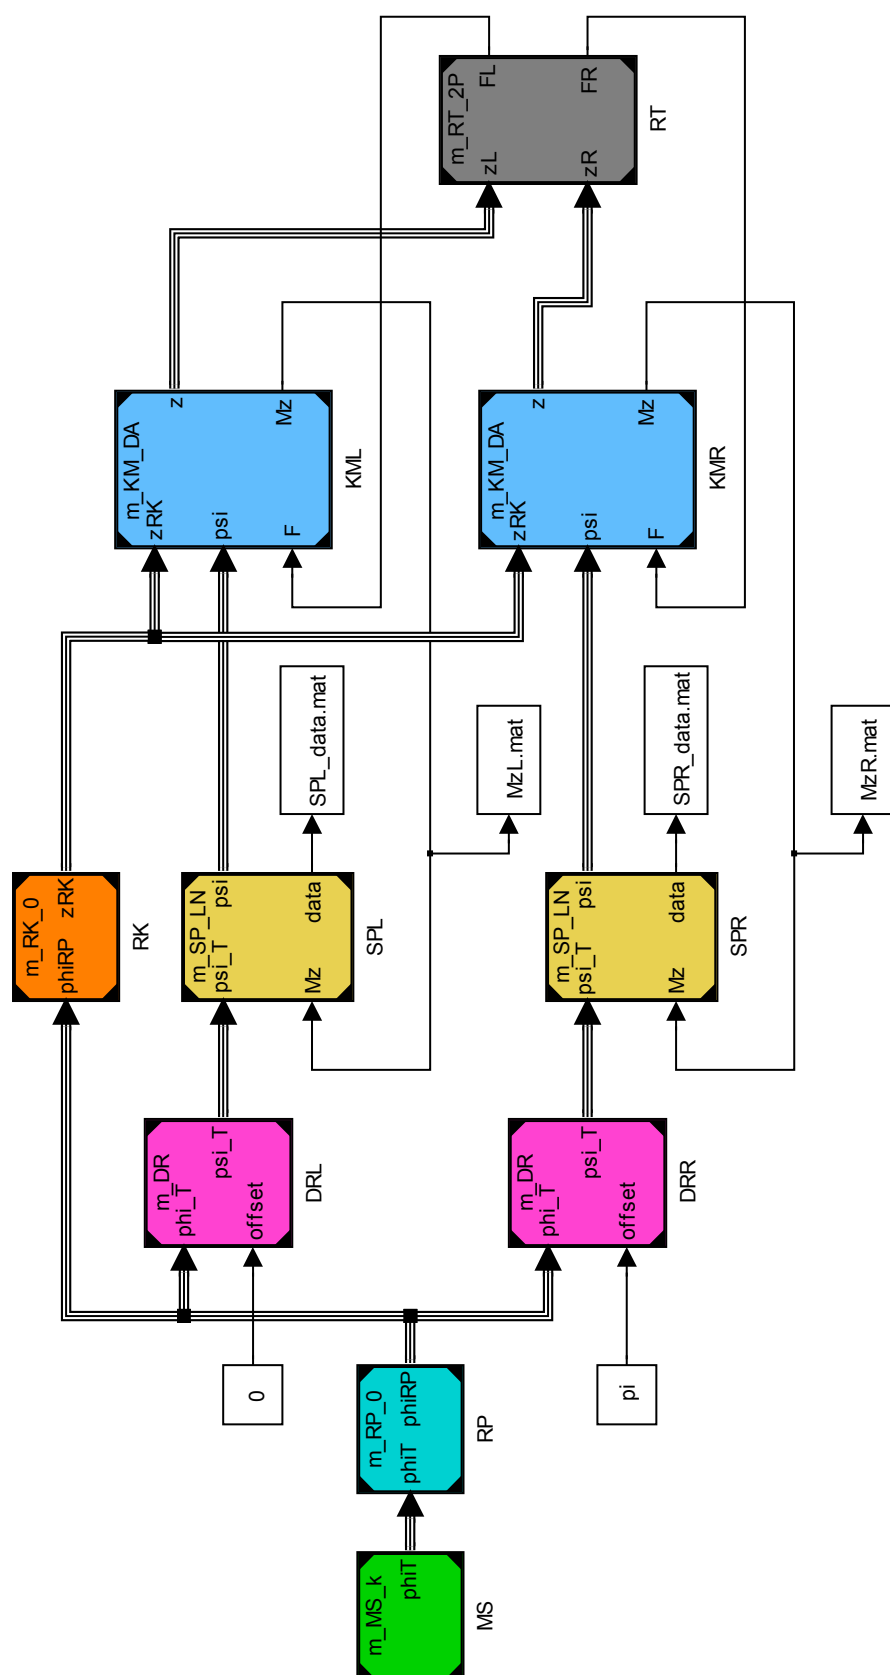 m_MS_k
phiT
MS
m_RP_0
phiT
phiRP
RP
0
pi
m_DR
phi_T
psi_T
offset
DRL
m_DR
phi_T
psi_T
offset
DRR
m_RK_0
phiRP
zRK
RK
m_SP_LN
psi_T
psi
Mz
data
SPL
m_SP_LN
psi_T
psi
Mz
data
SPR
SPL_data.mat
MzL.mat
SPR_data.mat
MzR.mat
m_KM_DA
zRK
z
psi
F
Mz
KML
m_KM_DA
zRK
z
psi
F
Mz
KMR
m_RT_2P
zL
FL
zR
FR
RT